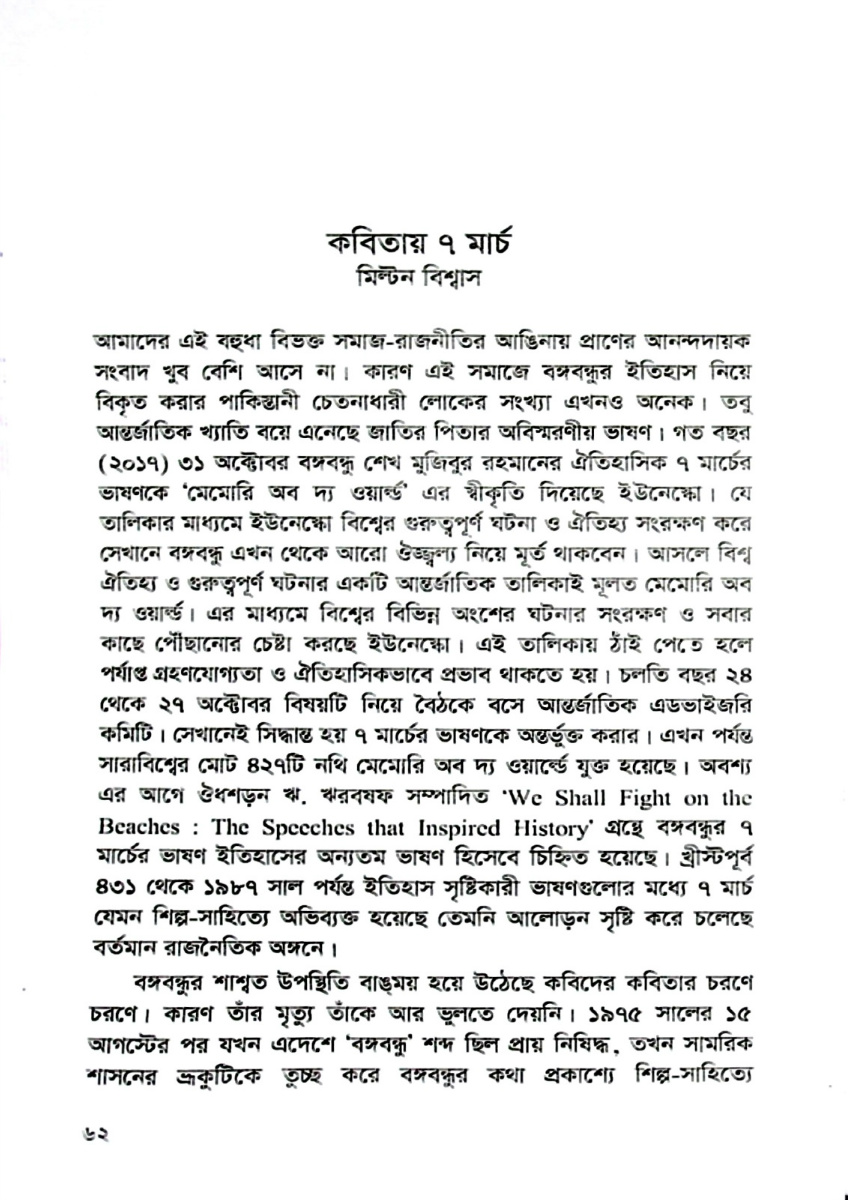 কবিতায় ৭ মার্চ
মিল্টন বিশ্বাস
আমাদের এই বহুধা বিভক্ত সমাজ-রাজনীতির আঙিনায় প্রাণের আনন্দদায়ক
সংবাদ খুব বেশি আসে না। কারণ এই সমাজে বঙ্গবন্ধুর ইতিহাস নিয়ে
বিকৃত করার পাকিস্তানী চেতনাধারী লোকের সংখ্যা এখনও অনেক। তবু
আন্তর্জাতিক খ্যাতি বয়ে এনেছে জাতির পিতার অবিস্মরণীয় ভাষণ। গত বছর
(২০১৭) ৩১ অক্টোবর বঙ্গবন্ধু শেখ মুজিবুর রহমানের ঐতিহাসিক ৭ মার্চের
ভাষণকে ‘মেমোরি অব দ্য ওয়ার্ল্ড’ এর স্বীকৃতি দিয়েছে ইউনেস্কো। যে
তালিকার মাধ্যমে ইউনেস্কো বিশ্বের গুরুত্বপূর্ণ ঘটনা ও ঐতিহ্য সংরক্ষণ করে
সেখানে বঙ্গবন্ধু এখন থেকে আরো ঔজ্জ্বল্য নিয়ে মূর্ত থাকবেন। আসলে বিশ্ব
ঐতিহ্য ও গুরুত্বপূর্ণ ঘটনার একটি আন্তর্জাতিক তালিকাই মূলত মেমোরি অব
দ্য ওয়ার্ল্ড। এর মাধ্যমে বিশ্বের বিভিন্ন অংশের ঘটনার সংরক্ষণ ও সবার
কাছে পৌঁছানোর চেষ্টা করছে ইউনেস্কো। এই তালিকায় ঠাঁই পেতে হলে
পর্যাপ্ত গ্রহণযোগ্যতা ও ঐতিহাসিকভাবে প্রভাব থাকতে হয়। চলতি বছর ২৪
থেকে ২৭ অক্টোবর বিষয়টি নিয়ে বৈঠকে বসে আন্তর্জাতিক এডভাইজরি
কমিটি। সেখানেই সিদ্ধান্ত হয় ৭ মার্চের ভাষণকে অন্তর্ভুক্ত করার। এখন পর্যন্ত
সারাবিশ্বের মোট ৪২৭টি নথি মেমোরি অব দ্য ওয়ার্ল্ডে যুক্ত হয়েছে। অবশ্য
এর আগে ঔধশড়ন ঋ. ঋরবষফ সম্পাদিত ‘We Shall Fight on the
Beaches : The Speeches that Inspired History’ গ্রন্থে বঙ্গবন্ধুর ৭
মার্চের ভাষণ ইতিহাসের অন্যতম ভাষণ হিসেবে চিহ্নিত হয়েছে। খ্রীস্টপূর্ব
৪৩১ থেকে ১৯৮৭ সাল পর্যন্ত ইতিহাস সৃষ্টিকারী ভাষণগুলোর মধ্যে ৭ মার্চ
যেমন শিল্প-সাহিত্যে অভিব্যক্ত হয়েছে তেমনি আলোড়ন সৃষ্টি করে চলেছে
বর্তমান রাজনৈতিক অঙ্গনে।
বঙ্গবন্ধুর শাশ্বত উপস্থিতি বাঙ্ময় হয়ে উঠেছে কবিদের কবিতার চরণে
চরণে। কারণ তাঁর মৃত্যু তাঁকে আর ভুলতে দেয়নি। ১৯৭৫ সালের ১৫
আগস্টের পর যখন এদেশে ‘বঙ্গবন্ধু’ শব্দ ছিল প্রায় নিষিদ্ধ, তখন সামরিক
শাসনের ভ্রূকুটিকে তুচ্ছ করে বঙ্গবন্ধুর কথা প্রকাশ্যে শিল্প-সাহিত্যে
৬২